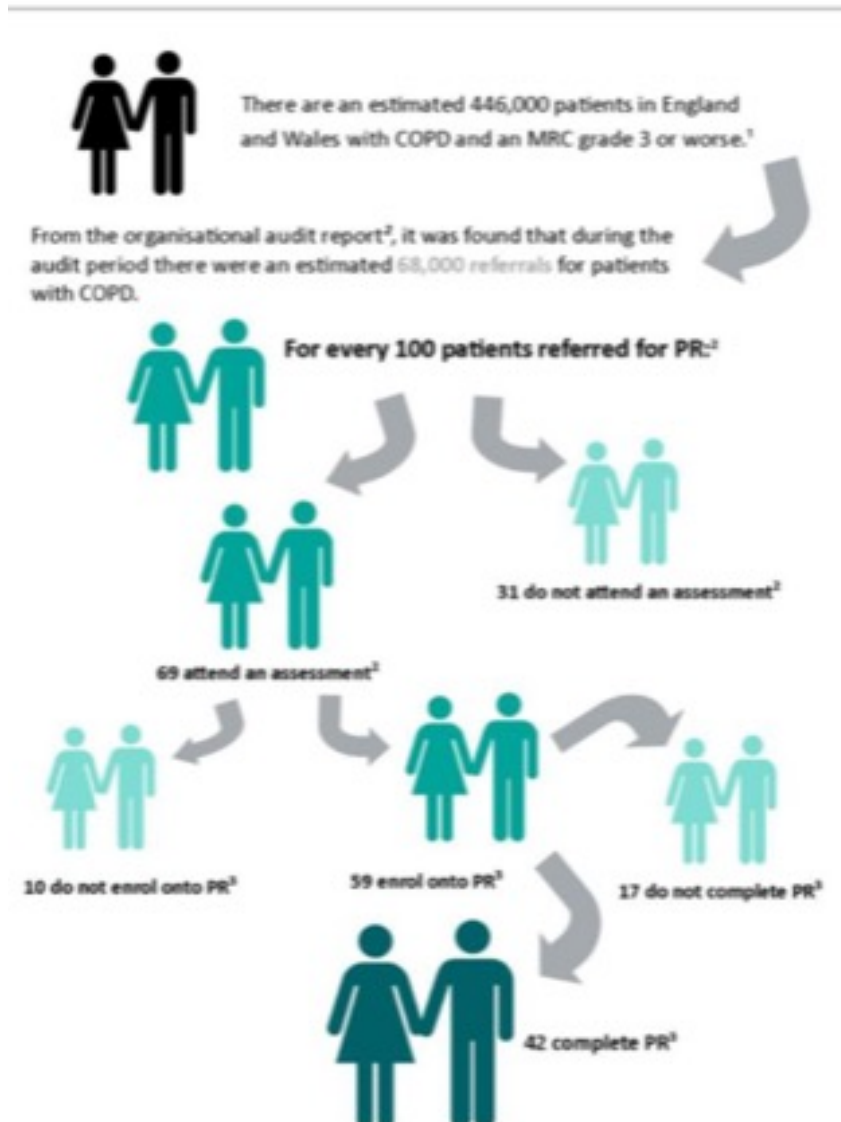 There are an estimated 446,000 patients in England
and Wales with COPD and an MRC grade 3 or worse.¹
From the organisational audit report², it was found that during the
audit period there were an estimated 68,000 referrals for patients
with COPD.
For every 100 patients referred for PR:²
31 do not attend an assessment²
69 attend an assessment²
10 do not enrol onto PR³
59 enrol onto PR³
17 do not complete PR³
42 complete PR³